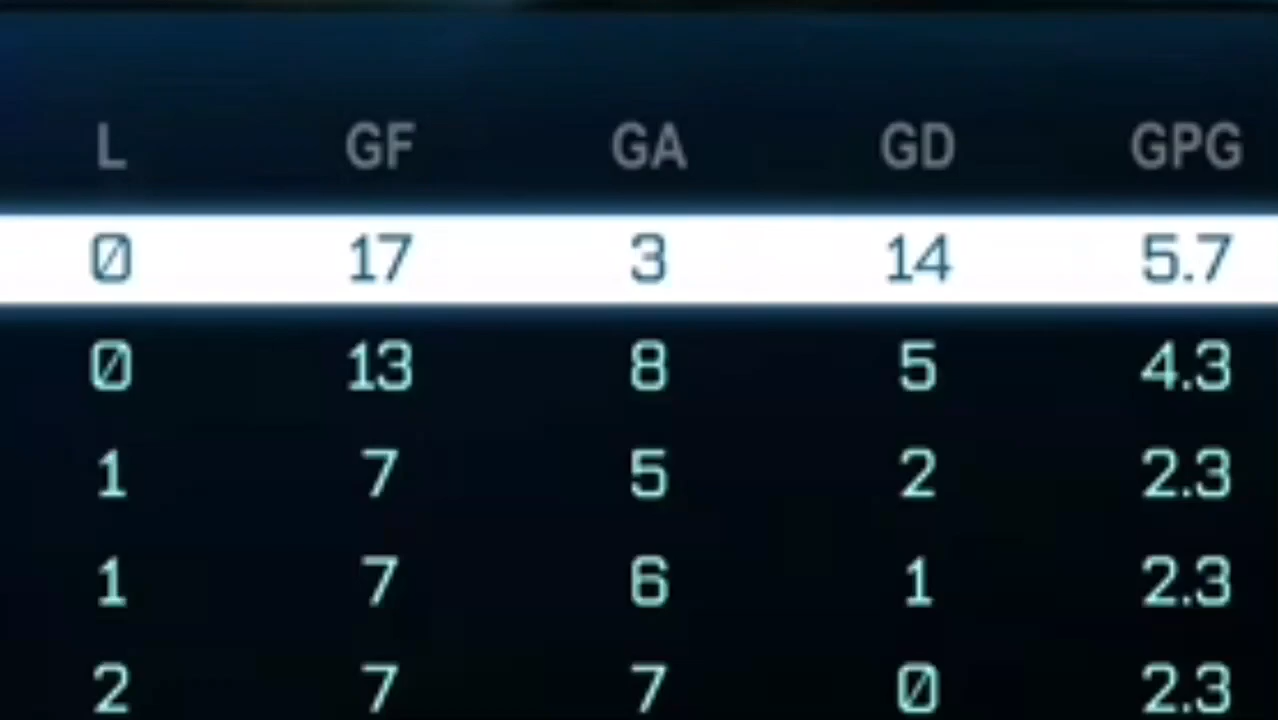 L GF GA GD GPG
0 17 3 14 5.7
0 13 8 5 4.3
1 7 5 2 2.3
1 7 6 1 2.3
2 7 7 0 2.3